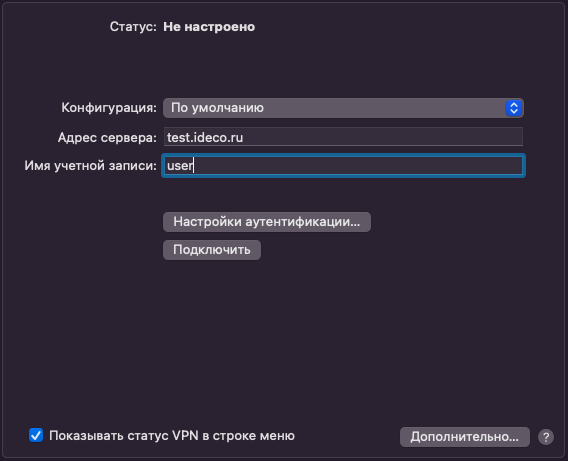 Статус: Не настроено
Конфигурация: По умолчанию
Адрес сервера: test.ideco.ru
Имя учетной записи: user
Настройки аутентификации...
Подключить
Показывать статус VPN в строке меню
Дополнительно... ?